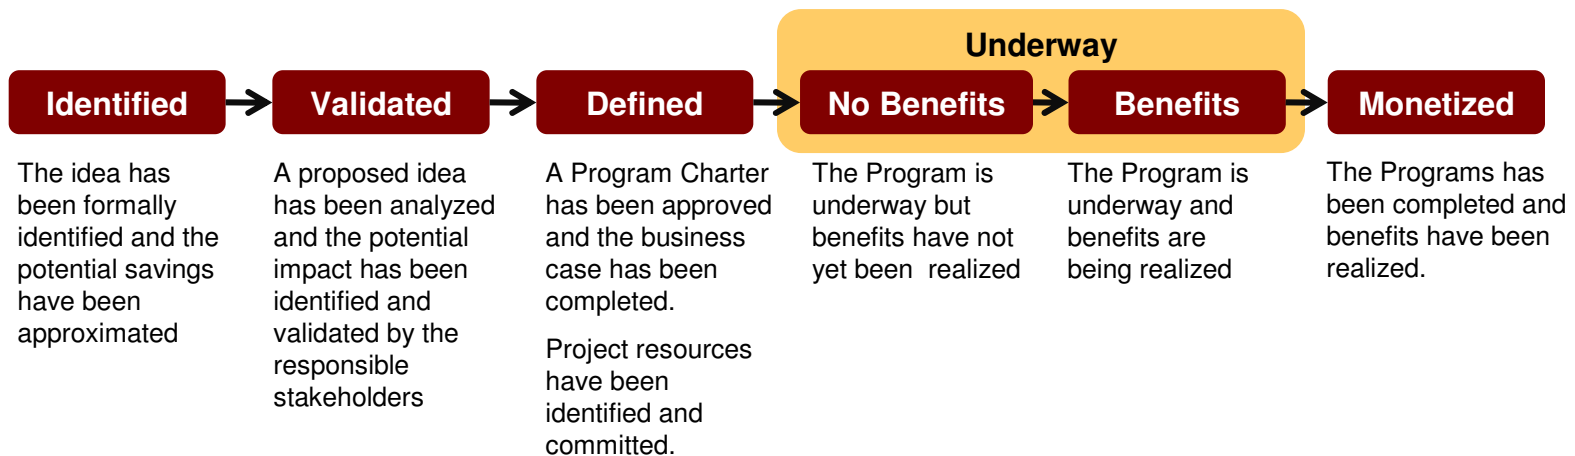 Underway
Identified
Validated
Defined
No Benefits
Benefits
Monetized
The idea has
been formally
identified and the
potential savings
have been
approximated
A proposed idea
has been analyzed
and the potential
impact has been
identified and
validated by the
responsible
stakeholders
A Program Charter
has been approved
and the business
case has been
completed.
Project resources
have been
identified and
committed.
The Program is
underway but
benefits have not
yet been  realized
The Program is
underway and
benefits are
being realized
The Programs has
been completed and
benefits have been
realized.